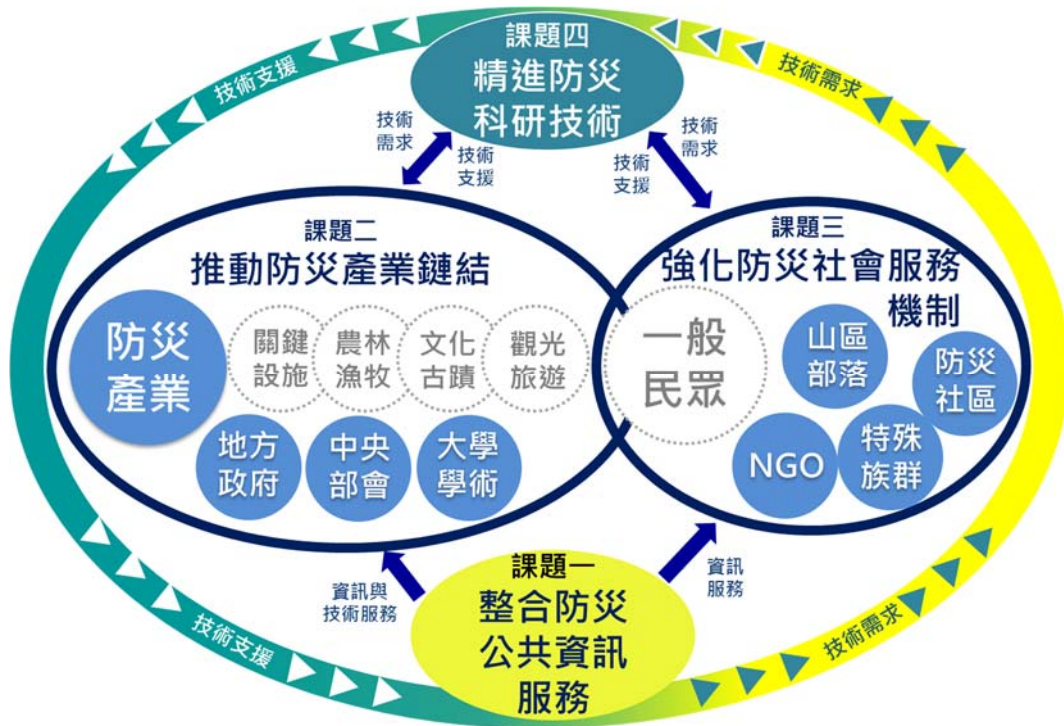 課題四
精進防災
科研技術
技術支援
技術需求
技術
需求
技術
支援
技術
需求
技術
支援
課題二
推動防災產業鏈結
防災
產業
關鍵
設施
農林
漁牧
文化
古蹟
觀光
旅遊
地方
政府
中央
部會
大學
學術
課題三
強化防災社會服務
機制
一般
民眾
山區
部落
防災
社區
NGO
特殊
族群
資訊與
技術服務
資訊
服務
課題一
整合防災
公共資訊
服務
技術支援
技術需求